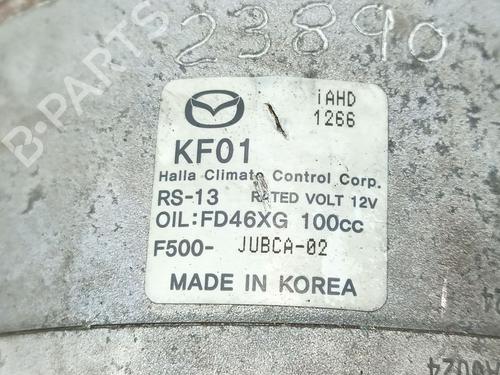 23890
iAHD
1266
KF01
Halla Climate Control Corp.
RS-13 RATED VOLT 12V
OIL:FD46XG 100cc
F500- JUBCA-02
MADE IN KOREA
B-PARTS
A0024